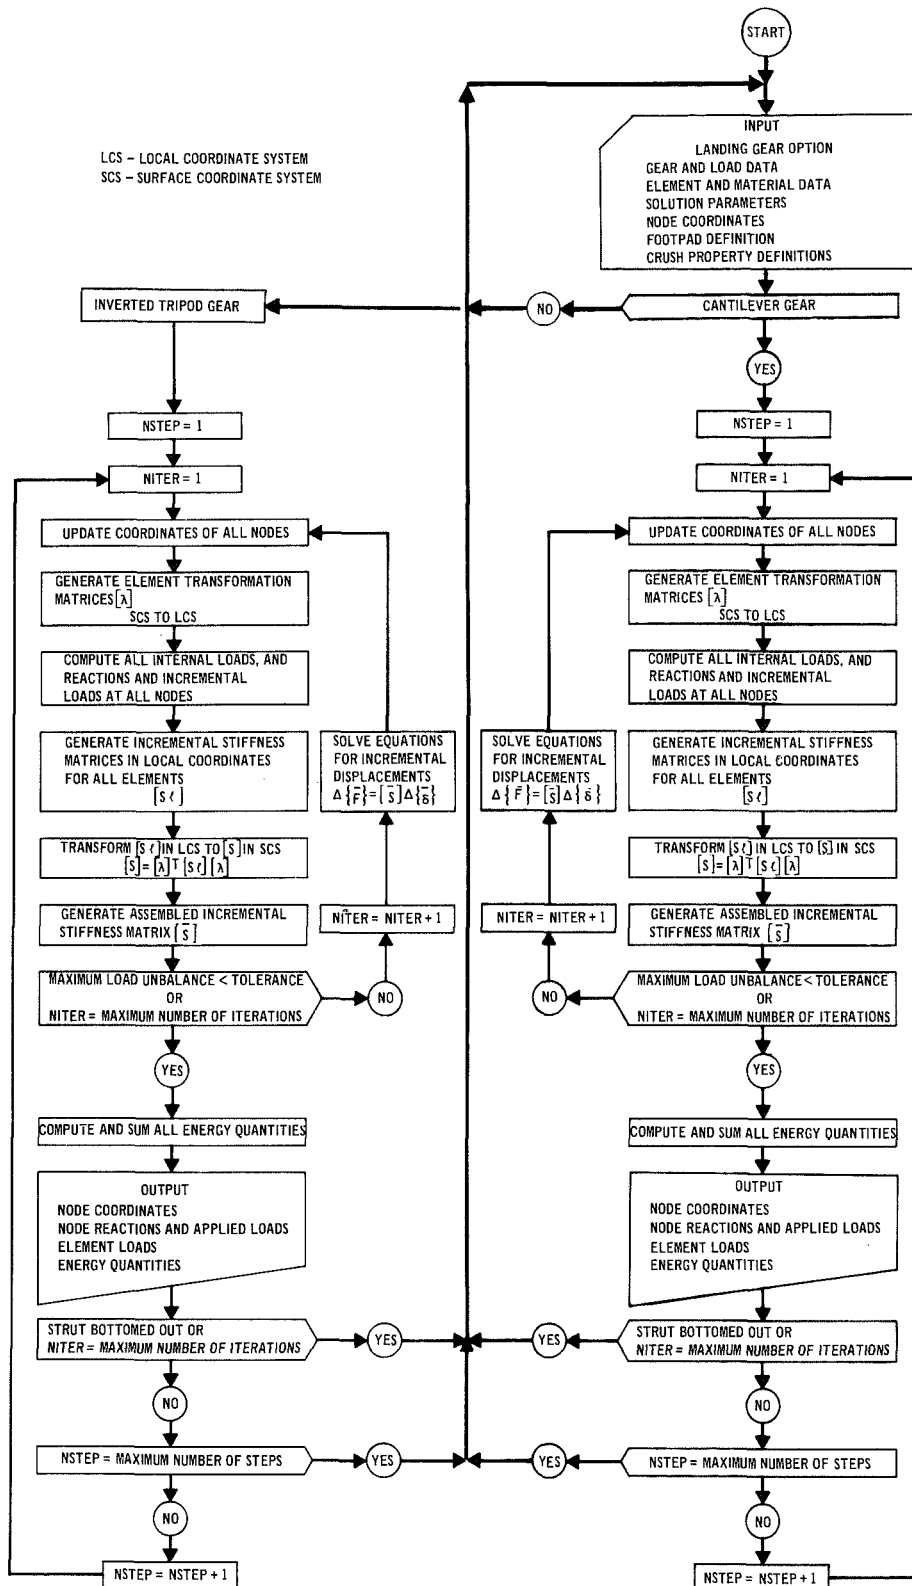 START
INPUT
LANDING GEAR OPTION
GEAR AND LOAD DATA
ELEMENT AND MATERIAL DATA
SOLUTION PARAMETERS
NODE COORDINATES
FOOTPAD DEFINITION
CRUSH PROPERTY DEFINITIONS
LCS – LOCAL COORDINATE SYSTEM
SCS – SURFACE COORDINATE SYSTEM
INVERTED TRIPOD GEAR
NO
CANTILEVER GEAR
YES
NSTEP = 1
NITER = 1
UPDATE COORDINATES OF ALL NODES
GENERATE ELEMENT TRANSFORMATION
MATRICES [λ]
SCS TO LCS
COMPUTE ALL INTERNAL LOADS, AND
REACTIONS AND INCREMENTAL
LOADS AT ALL NODES
GENERATE INCREMENTAL STIFFNESS
MATRICES IN LOCAL COORDINATES
FOR ALL ELEMENTS
[Sℓ]
TRANSFORM [Sℓ] IN LCS TO [S] IN SCS
[S] = [λ]T [Sℓ] [λ]
GENERATE ASSEMBLED INCREMENTAL
STIFFNESS MATRIX [S̄]
MAXIMUM LOAD UNBALANCE < TOLERANCE
OR
NITER = MAXIMUM NUMBER OF ITERATIONS
NO
NITER = NITER + 1
SOLVE EQUATIONS
FOR INCREMENTAL
DISPLACEMENTS
Δ{F̄} = [S̄] Δ{δ̄}
YES
COMPUTE AND SUM ALL ENERGY QUANTITIES
OUTPUT
NODE COORDINATES
NODE REACTIONS AND APPLIED LOADS
ELEMENT LOADS
ENERGY QUANTITIES
STRUT BOTTOMED OUT OR
NITER = MAXIMUM NUMBER OF ITERATIONS
YES
NO
NSTEP = MAXIMUM NUMBER OF STEPS
YES
NO
NSTEP = NSTEP + 1
NSTEP = 1
NITER = 1
UPDATE COORDINATES OF ALL NODES
GENERATE ELEMENT TRANSFORMATION
MATRICES [λ]
SCS TO LCS
COMPUTE ALL INTERNAL LOADS, AND
REACTIONS AND INCREMENTAL
LOADS AT ALL NODES
GENERATE INCREMENTAL STIFFNESS
MATRICES IN LOCAL COORDINATES
FOR ALL ELEMENTS
[Sℓ]
TRANSFORM [Sℓ] IN LCS TO [S] IN SCS
[S] = [λ]T [Sℓ] [λ]
GENERATE ASSEMBLED INCREMENTAL
STIFFNESS MATRIX [S̄]
MAXIMUM LOAD UNBALANCE < TOLERANCE
OR
NITER = MAXIMUM NUMBER OF ITERATIONS
NO
NITER = NITER + 1
SOLVE EQUATIONS
FOR INCREMENTAL
DISPLACEMENTS
Δ{F̄} = [S̄] Δ{δ̄}
YES
COMPUTE AND SUM ALL ENERGY QUANTITIES
OUTPUT
NODE COORDINATES
NODE REACTIONS AND APPLIED LOADS
ELEMENT LOADS
ENERGY QUANTITIES
STRUT BOTTOMED OUT OR
NITER = MAXIMUM NUMBER OF ITERATIONS
YES
NO
NSTEP = MAXIMUM NUMBER OF STEPS
YES
NO
NSTEP = NSTEP + 1